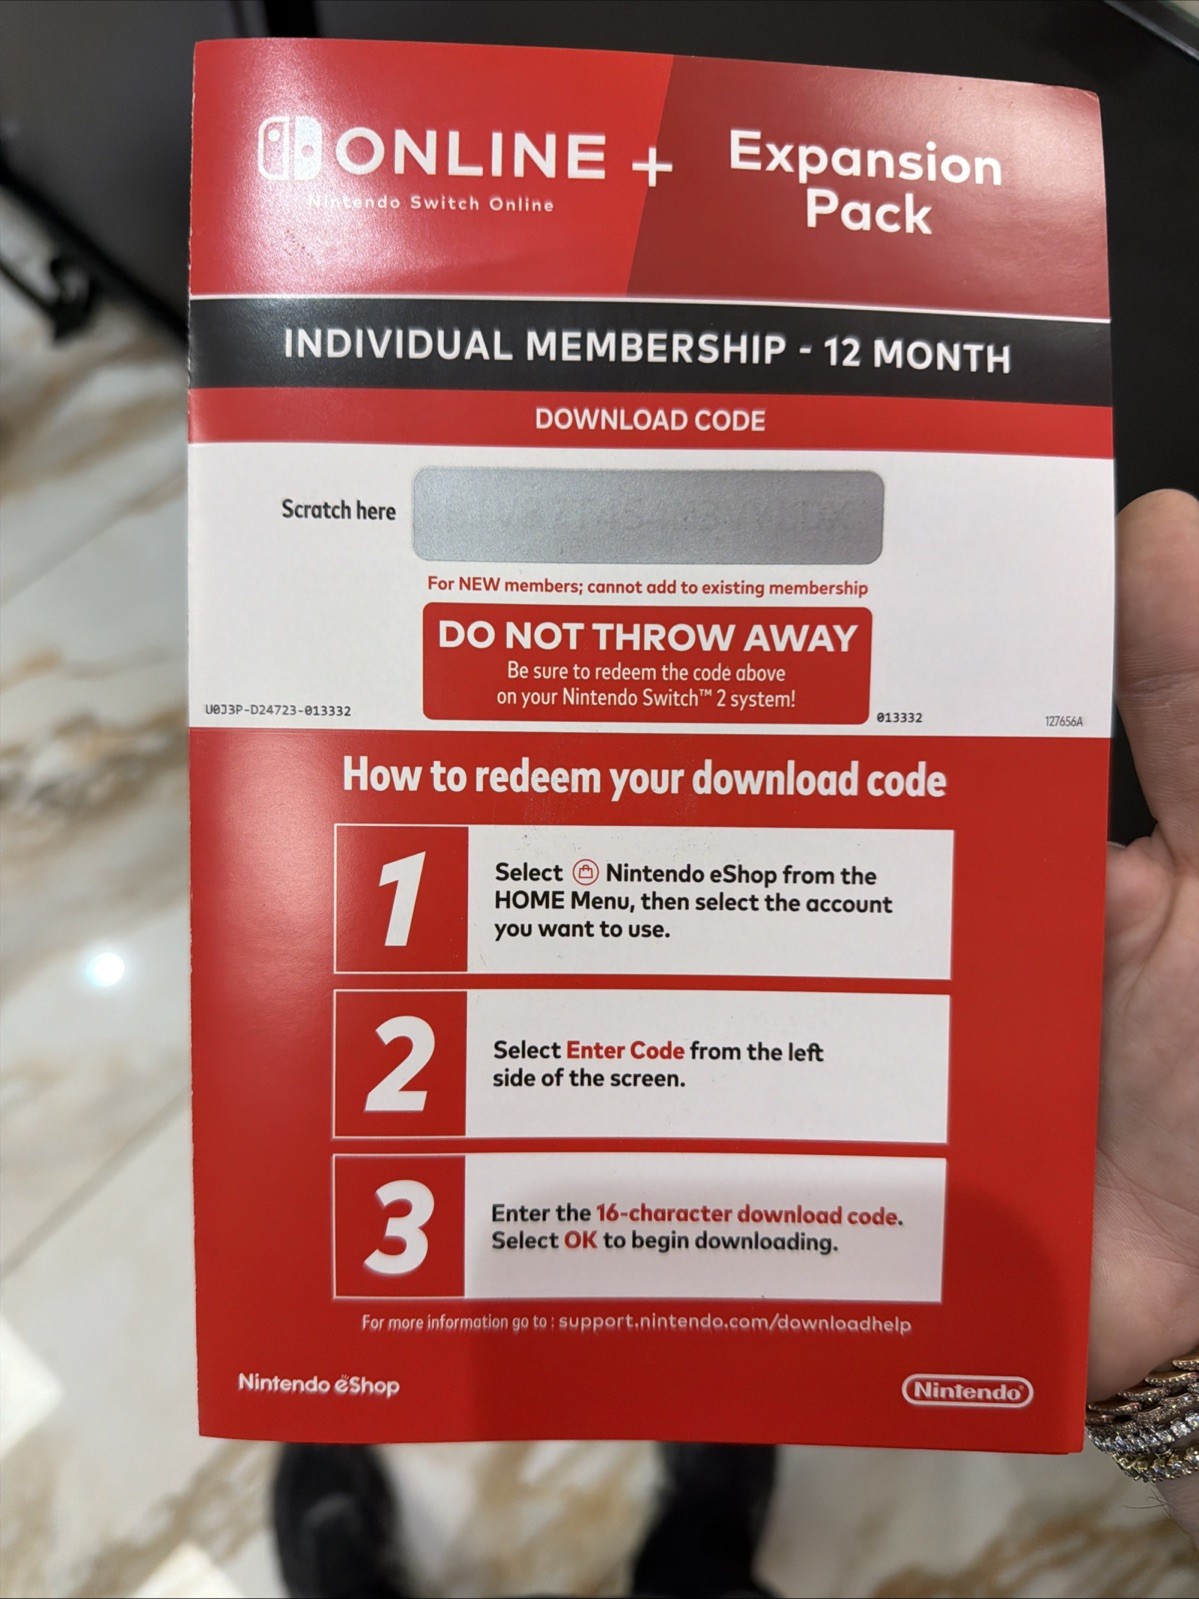 ONLINE + Expansion Pack
Nintendo Switch Online
INDIVIDUAL MEMBERSHIP - 12 MONTH
DOWNLOAD CODE
Scratch here
For NEW members; cannot add to existing membership
DO NOT THROW AWAY
Be sure to redeem the code above
on your Nintendo Switch™ 2 system!
U0J3P-D24723-013332
013332
127656A
How to redeem your download code
1
Select Nintendo eShop from the
HOME Menu, then select the account
you want to use.
2
Select Enter Code from the left
side of the screen.
3
Enter the 16-character download code.
Select OK to begin downloading.
For more information go to : support.nintendo.com/downloadhelp
Nintendo eShop
Nintendo®